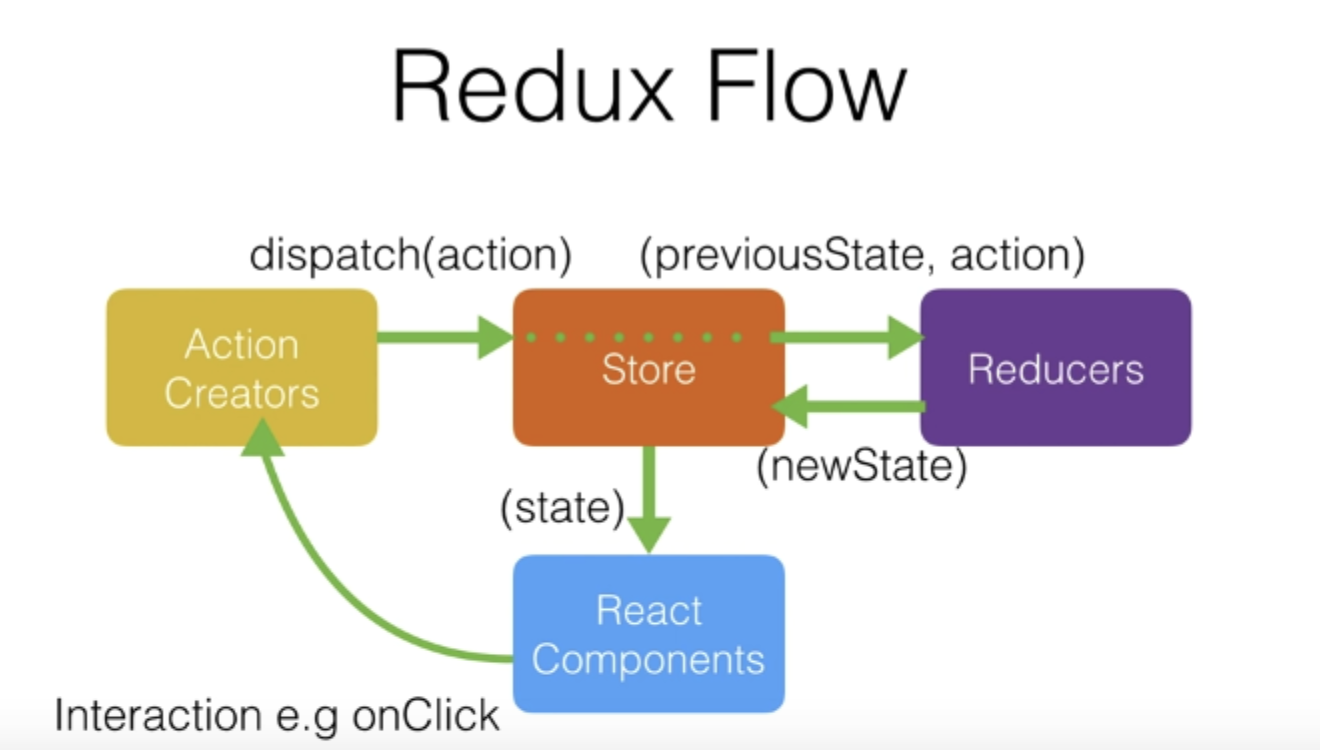 Redux Flow
dispatch(action)
(previousState, action)
Action
Creators
Store
Reducers
(newState)
(state)
React
Components
Interaction e.g onClick